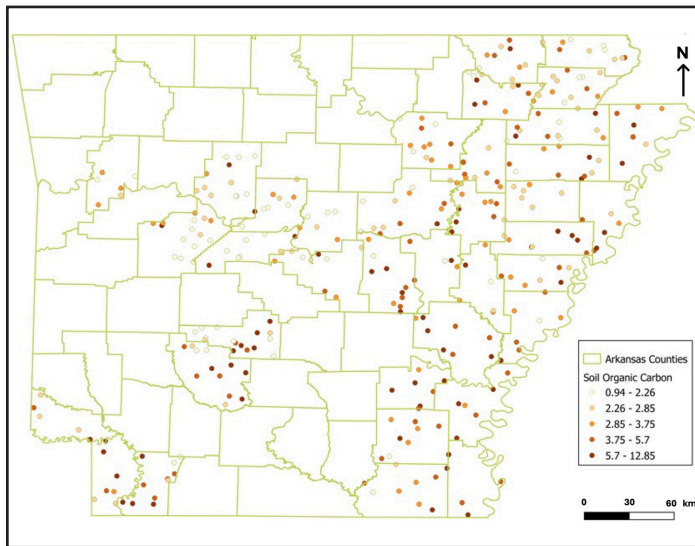 N
Arkansas Counties
Soil Organic Carbon
0.94 - 2.26
2.26 - 2.85
2.85 - 3.75
3.75 - 5.7
5.7 - 12.85
0 30 60 km